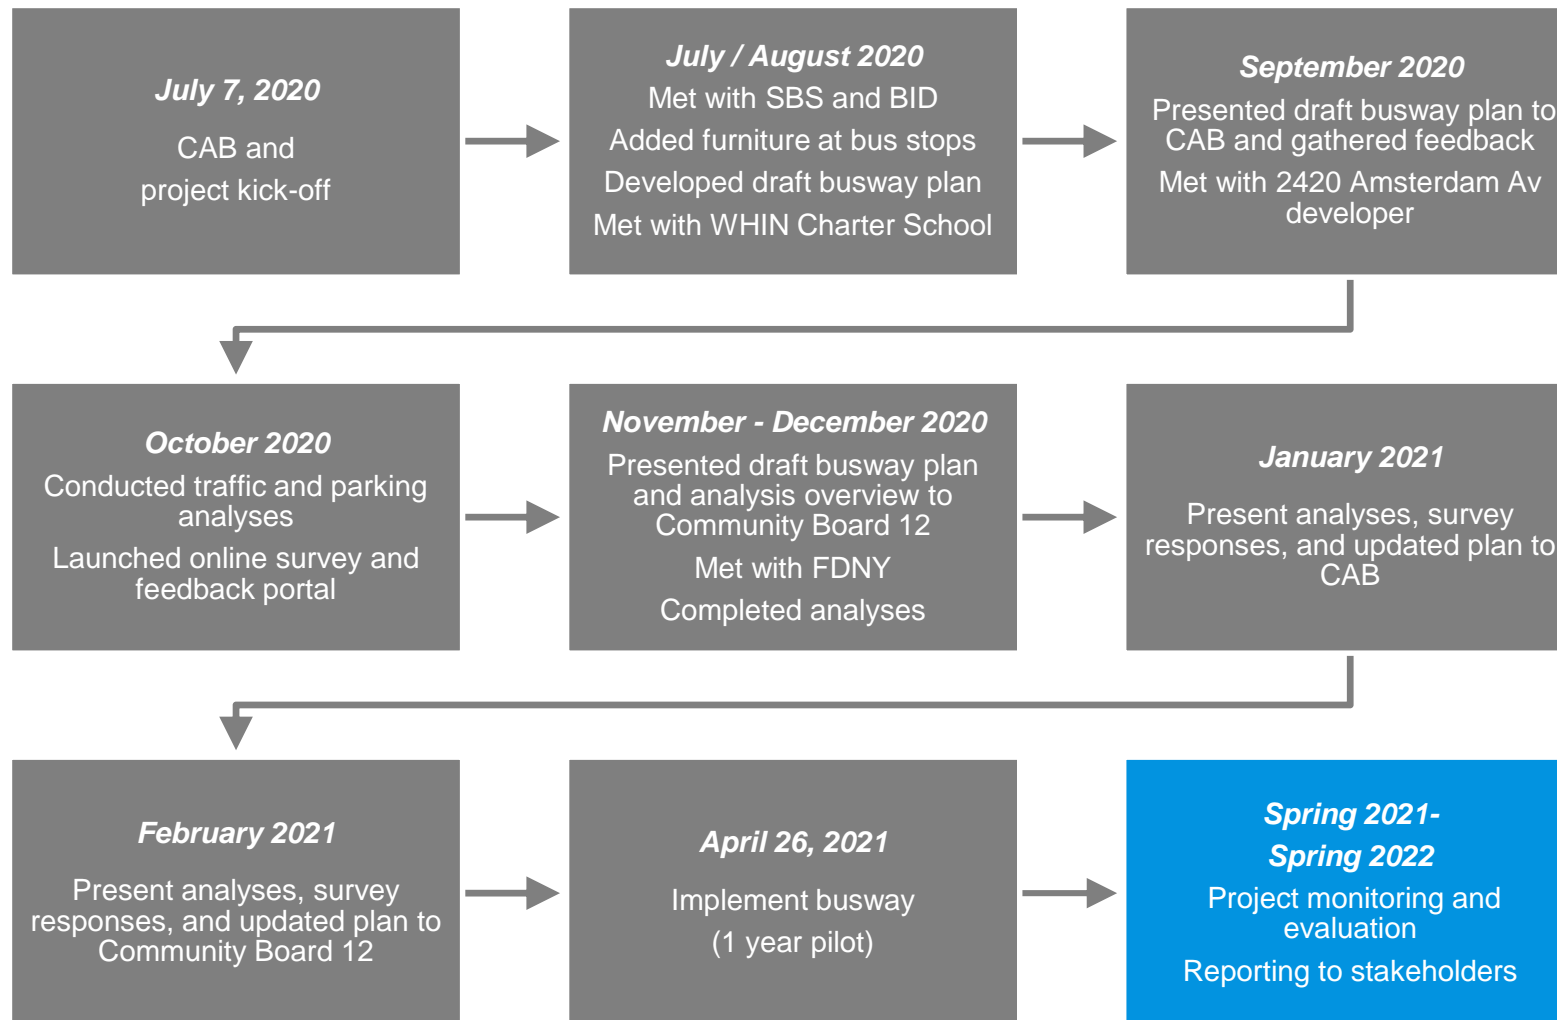 July 7, 2020
CAB and
project kick-off
July / August 2020
Met with SBS and BID
Added furniture at bus stops
Developed draft busway plan
Met with WHIN Charter School
September 2020
Presented draft busway plan to
CAB and gathered feedback
Met with 2420 Amsterdam Av
developer
October 2020
Conducted traffic and parking
analyses
Launched online survey and
feedback portal
November - December 2020
Presented draft busway plan
and analysis overview to
Community Board 12
Met with FDNY
Completed analyses
January 2021
Present analyses, survey
responses, and updated plan to
CAB
February 2021
Present analyses, survey
responses, and updated plan to
Community Board 12
April 26, 2021
Implement busway
(1 year pilot)
Spring 2021-
Spring 2022
Project monitoring and
evaluation
Reporting to stakeholders